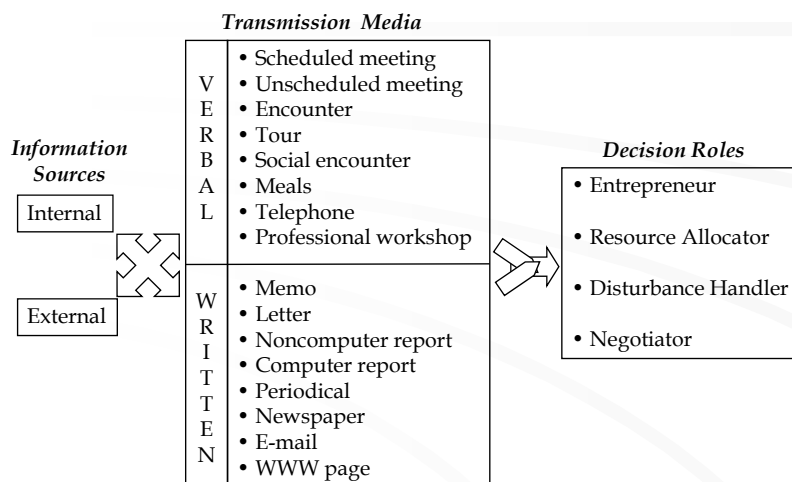 Transmission Media
Information
Sources
Internal
External
V
E
R
B
A
L
• Scheduled meeting
• Unscheduled meeting
• Encounter
• Tour
• Social encounter
• Meals
• Telephone
• Professional workshop
W
R
I
T
T
E
N
• Memo
• Letter
• Noncomputer report
• Computer report
• Periodical
• Newspaper
• E-mail
• WWW page
Decision Roles
• Entrepreneur
• Resource Allocator
• Disturbance Handler
• Negotiator